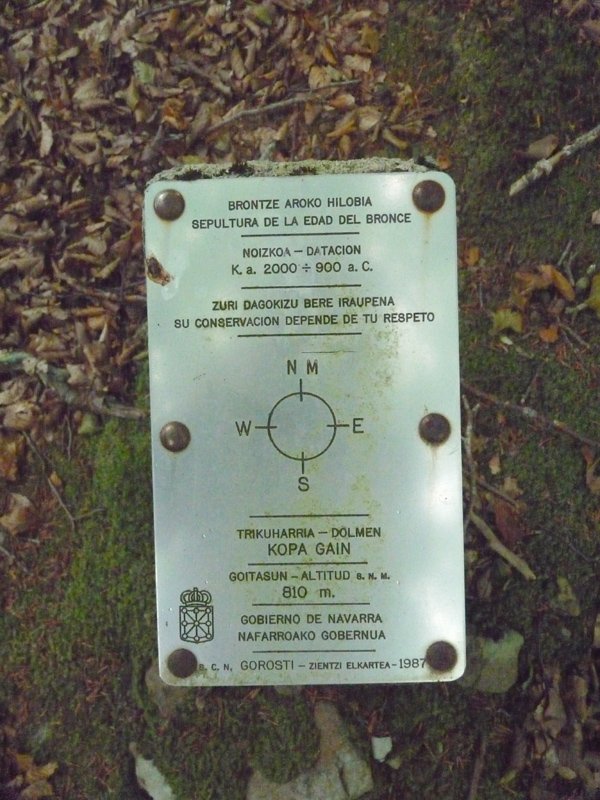 BRONTZE AROKO HILOBIA
SEPULTURA DE LA EDAD DEL BRONCE
NOIZKOA – DATACION
K. a. 2000 ÷ 900 a. C.
ZURI DAGOKIZU BERE IRAUPENA
SU CONSERVACION DEPENDE DE TU RESPETO
N M
W E
S
TRIKUHARRIA – DOLMEN
KOPA GAIN
GOITASUN – ALTITUD S. N. M.
810 m.
GOBIERNO DE NAVARRA
NAFARROAKO GOBERNUA
S. C. N. GOROSTI – ZIENTZI ELKARTEA – 1987